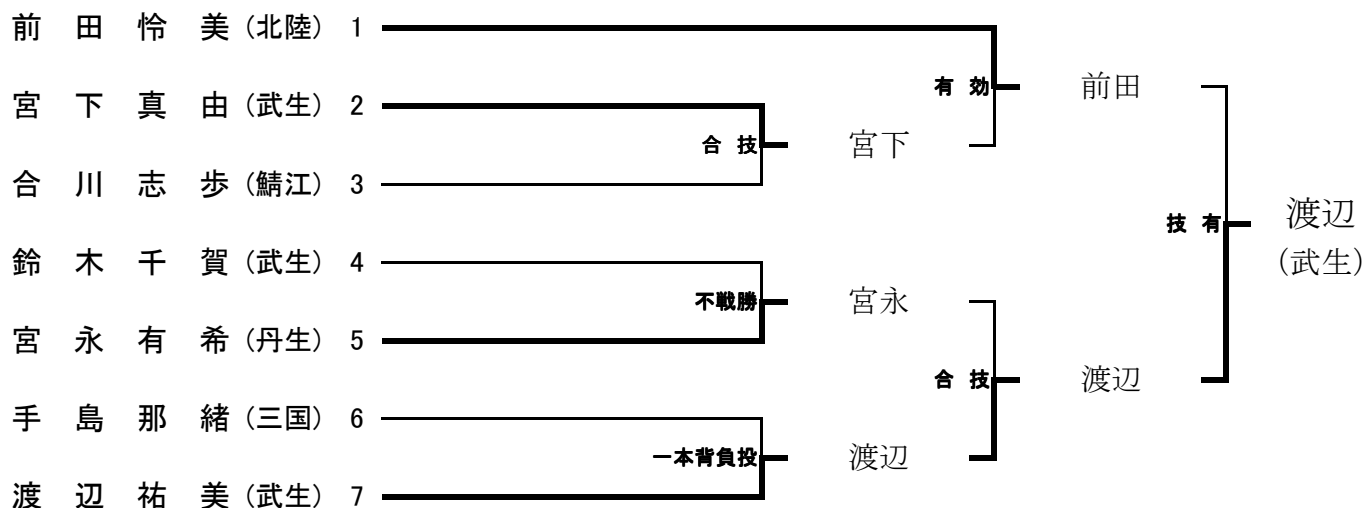 前 田 怜 美 (北陸) 1
有 効
前田
宮 下 真 由 (武生) 2
合 技
宮下
合 川 志 歩 (鯖江) 3
技 有
渡辺
(武生)
鈴 木 千 賀 (武生) 4
不戦勝
宮永
宮 永 有 希 (丹生) 5
合 技
渡辺
手 島 那 緒 (三国) 6
一本背負投
渡辺
渡 辺 祐 美 (武生) 7